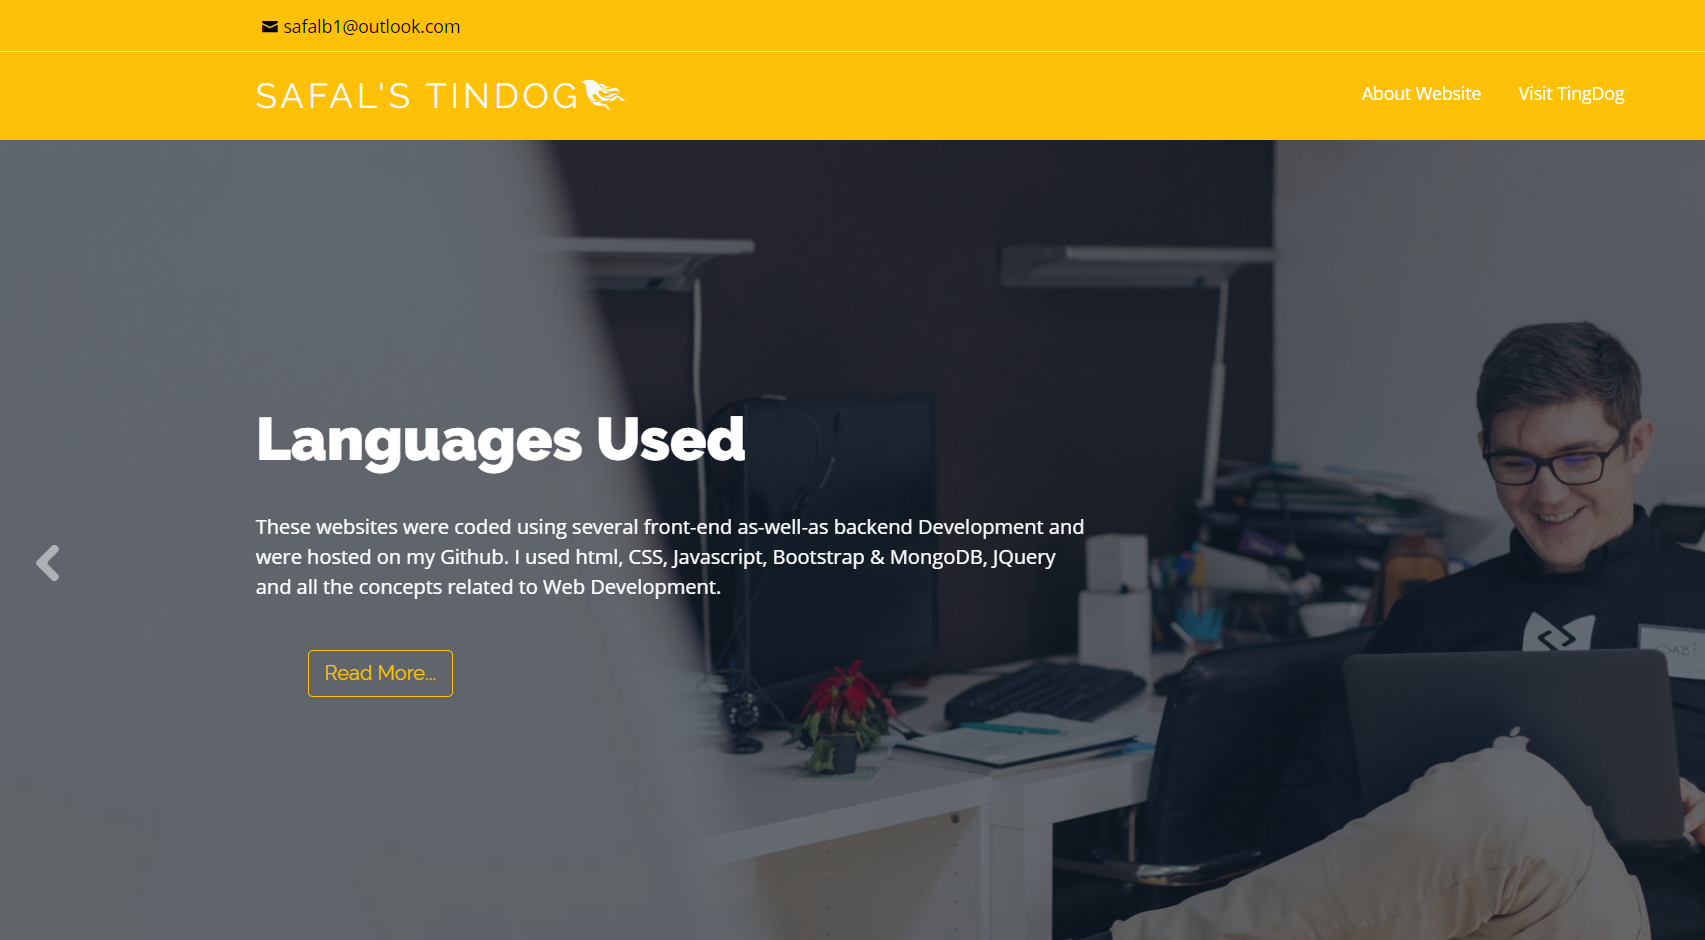 safalb1@outlook.com
SAFAL'S TINDOG
About Website
Visit TingDog
Languages Used
These websites were coded using several front-end as-well-as backend Development and
were hosted on my Github. I used html, CSS, Javascript, Bootstrap & MongoDB, JQuery
and all the concepts related to Web Development.
Read More...
CSABI